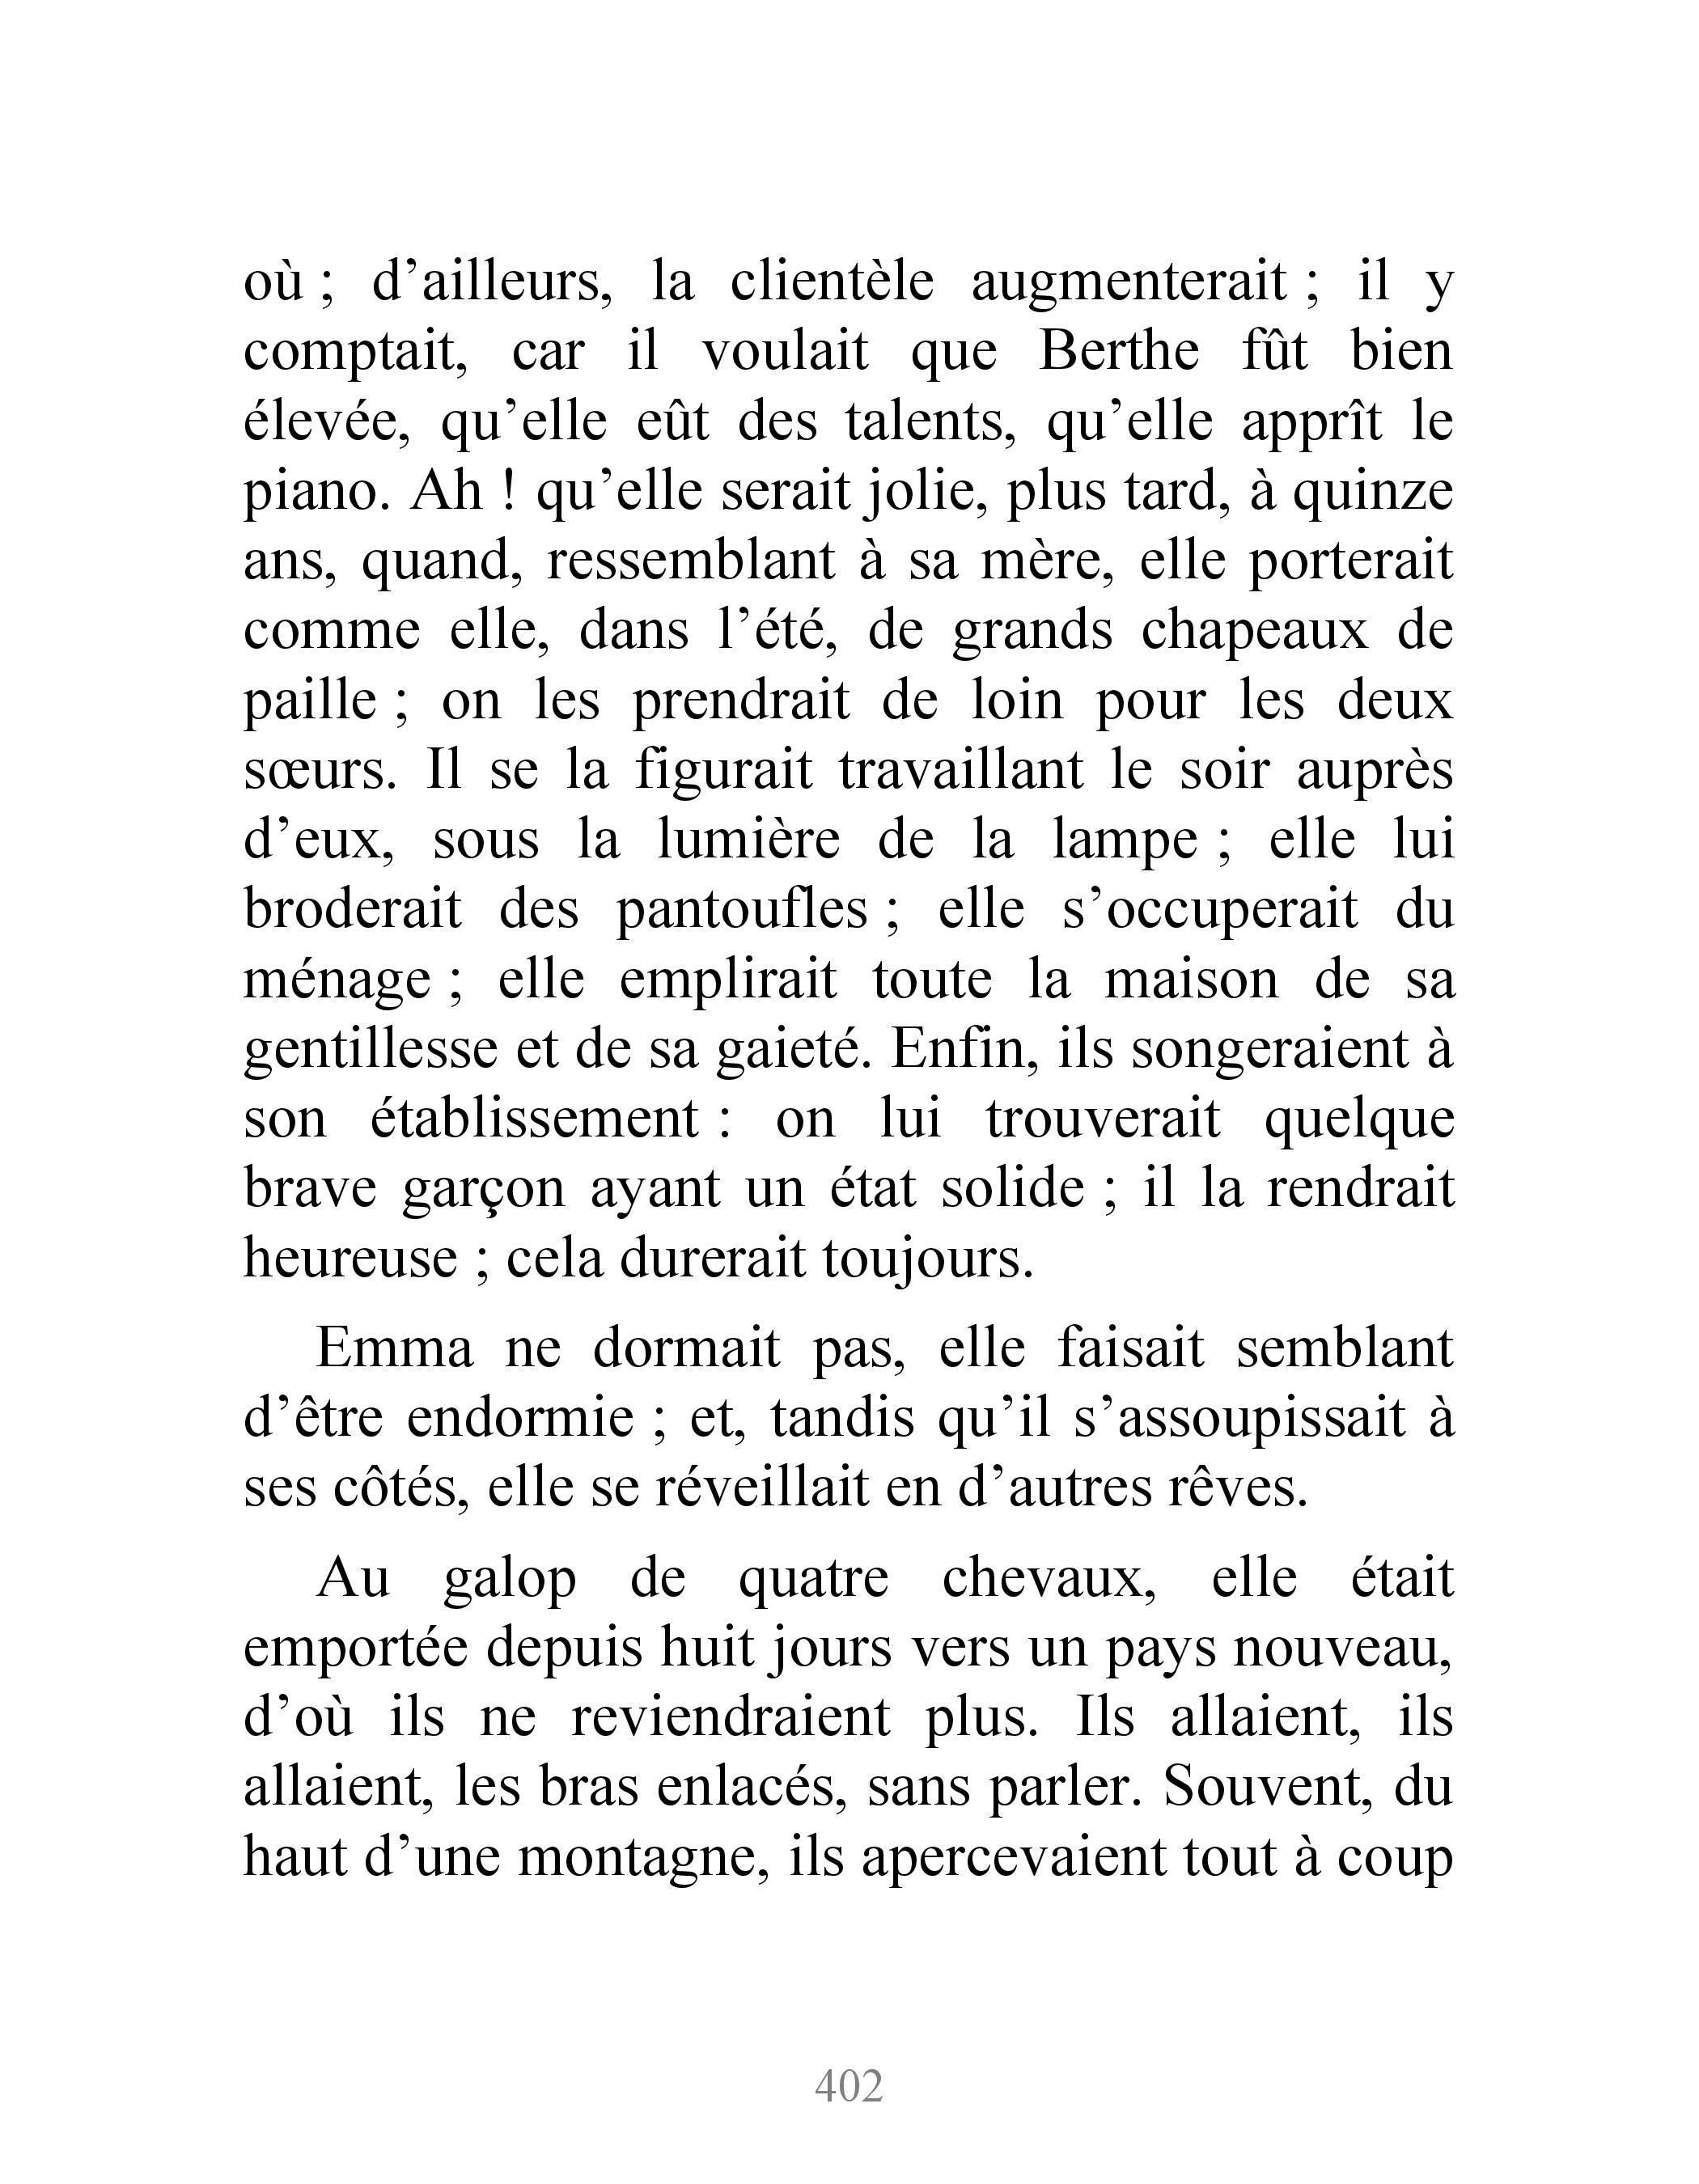 où ; d’ailleurs, la clientèle augmenterait ; il y
comptait, car il voulait que Berthe fût bien
élevée, qu’elle eût des talents, qu’elle apprît le
piano. Ah ! qu’elle serait jolie, plus tard, à quinze
ans, quand, ressemblant à sa mère, elle porterait
comme elle, dans l’été, de grands chapeaux de
paille ; on les prendrait de loin pour les deux
sœurs. Il se la figurait travaillant le soir auprès
d’eux, sous la lumière de la lampe ; elle lui
broderait des pantoufles ; elle s’occuperait du
ménage ; elle emplirait toute la maison de sa
gentillesse et de sa gaieté. Enfin, ils songeraient à
son établissement : on lui trouverait quelque
brave garçon ayant un état solide ; il la rendrait
heureuse ; cela durerait toujours.
Emma ne dormait pas, elle faisait semblant
d’être endormie ; et, tandis qu’il s’assoupissait à
ses côtés, elle se réveillait en d’autres rêves.
Au galop de quatre chevaux, elle était
emportée depuis huit jours vers un pays nouveau,
d’où ils ne reviendraient plus. Ils allaient, ils
allaient, les bras enlacés, sans parler. Souvent, du
haut d’une montagne, ils apercevaient tout à coup
402